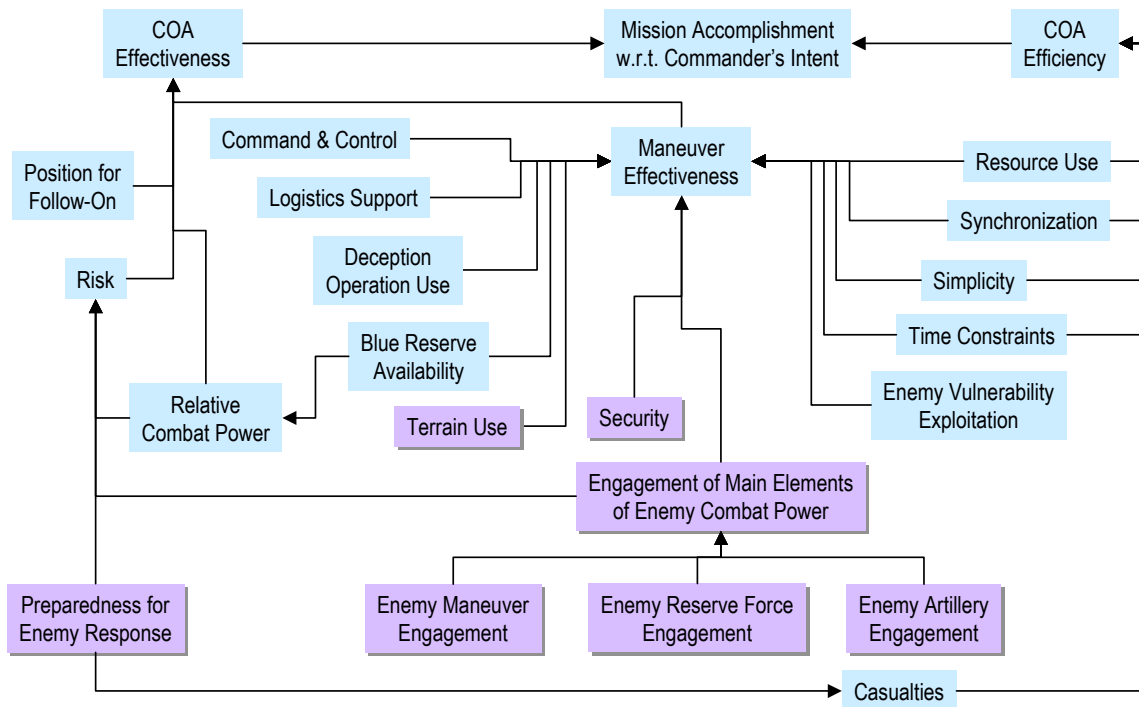 COA
Effectiveness
Mission Accomplishment
w.r.t. Commander's Intent
COA
Efficiency
Command & Control
Maneuver
Effectiveness
Position for
Follow-On
Resource Use
Logistics Support
Synchronization
Deception
Operation Use
Risk
Simplicity
Blue Reserve
Availability
Time Constraints
Relative
Combat Power
Terrain Use
Security
Enemy Vulnerability
Exploitation
Engagement of Main Elements
of Enemy Combat Power
Preparedness for
Enemy Response
Enemy Maneuver
Engagement
Enemy Reserve Force
Engagement
Enemy Artillery
Engagement
Casualties